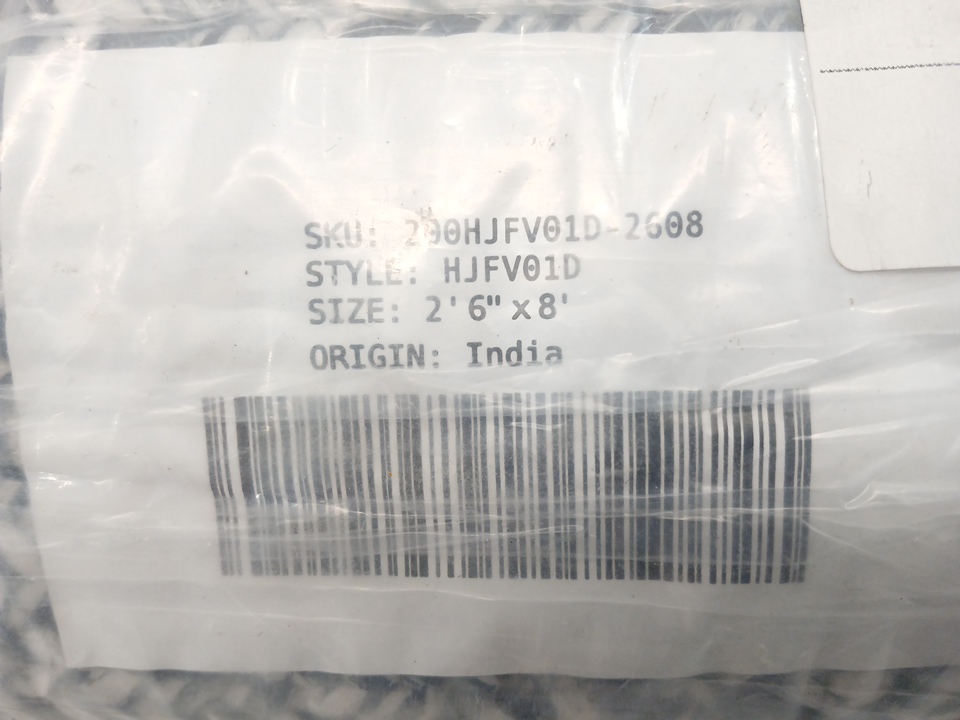 SKU: 200HJFV01D-2608
STYLE: HJFV01D
SIZE: 2'6"x8'
ORIGIN: India